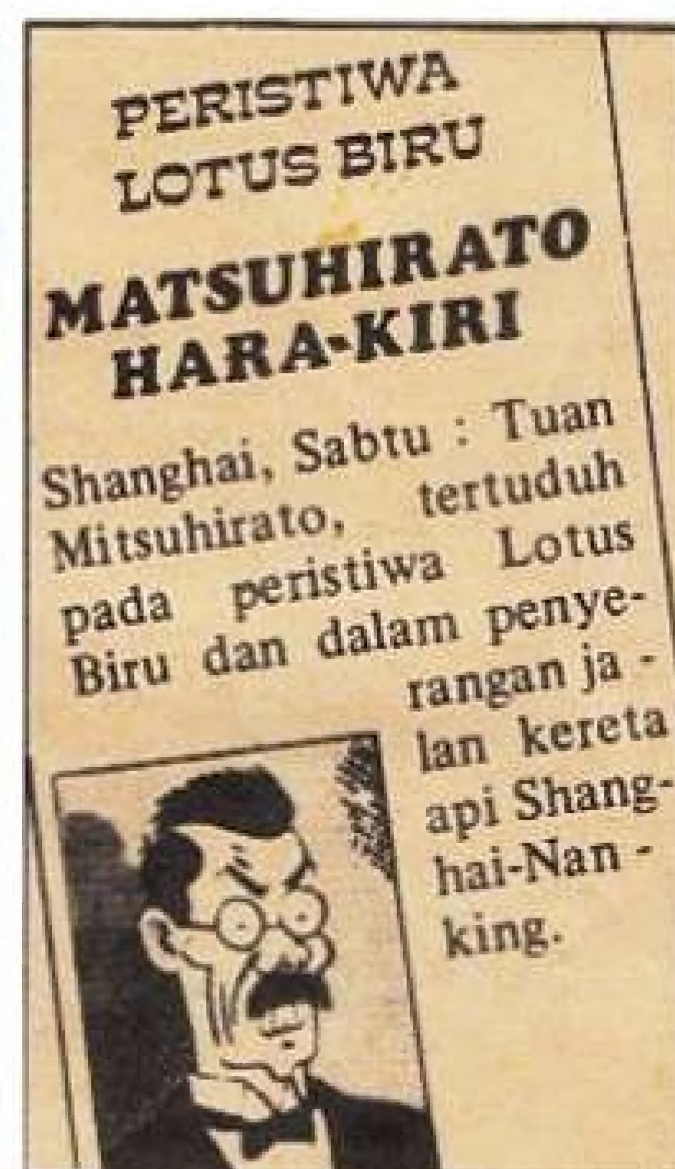 PERISTIWA
LOTUS BIRU
MATSUHIRATO
HARA-KIRI
Shanghai, Sabtu : Tuan
Mitsuhirato, tertuduh
pada peristiwa Lotus
Biru dan dalam penye-
rangan ja -
lan kereta
api Shang-
hai-Nan -
king.